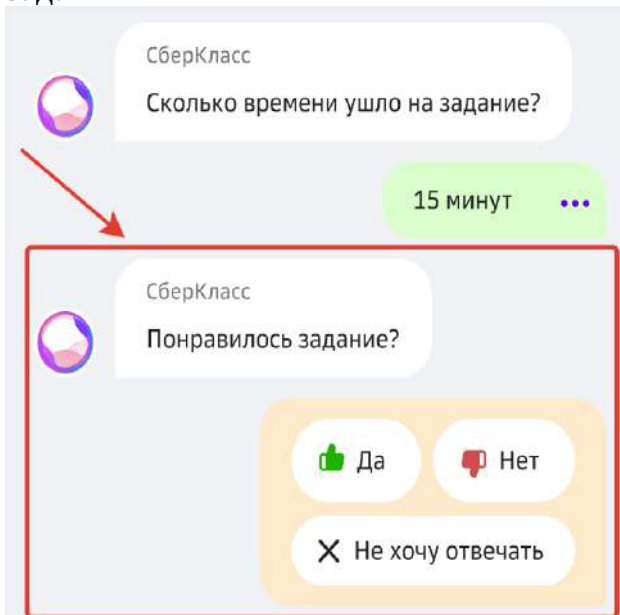 СберКласс
Сколько времени ушло на задание?
15 минут
СберКласс
Понравилось задание?
Да
Нет
Не хочу отвечать